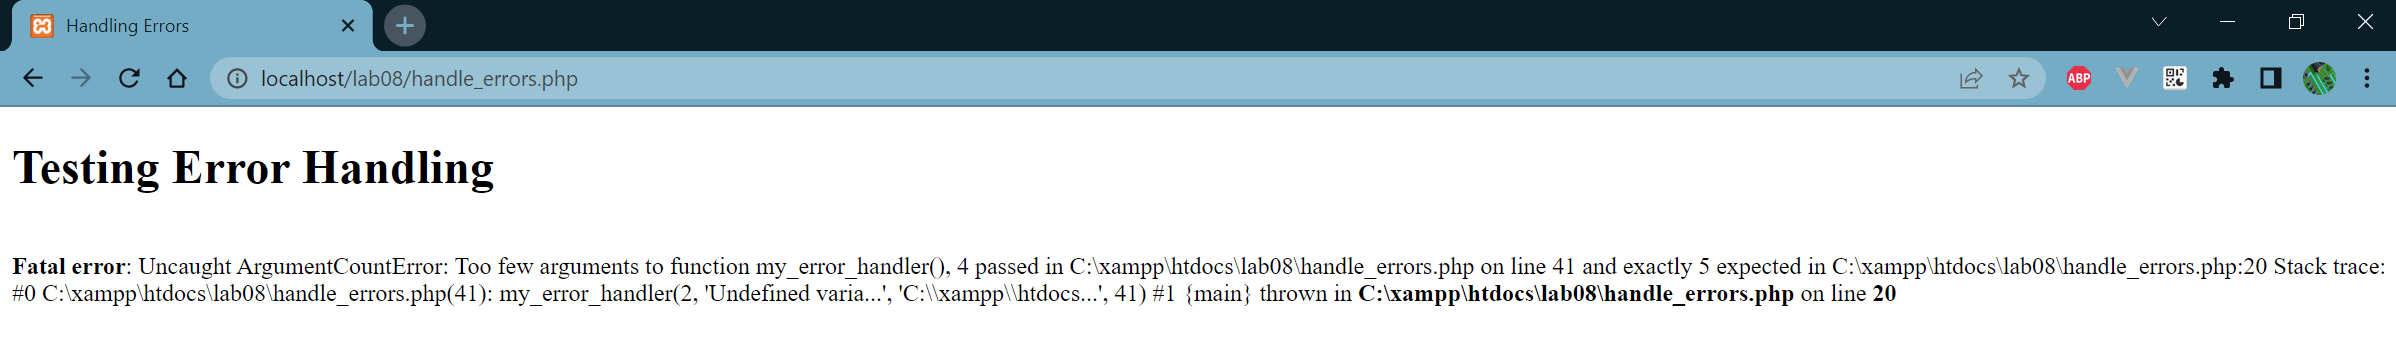 Handling Errors
localhost/lab08/handle_errors.php
ABP
Testing Error Handling
Fatal error: Uncaught ArgumentCountError: Too few arguments to function my_error_handler(), 4 passed in C:\xampp\htdocs\lab08\handle_errors.php on line 41 and exactly 5 expected in C:\xampp\htdocs\lab08\handle_errors.php:20 Stack trace:
#0 C:\xampp\htdocs\lab08\handle_errors.php(41): my_error_handler(2, 'Undefined varia...', 'C:\\xampp\\htdocs...', 41) #1 {main} thrown in C:\xampp\htdocs\lab08\handle_errors.php on line 20